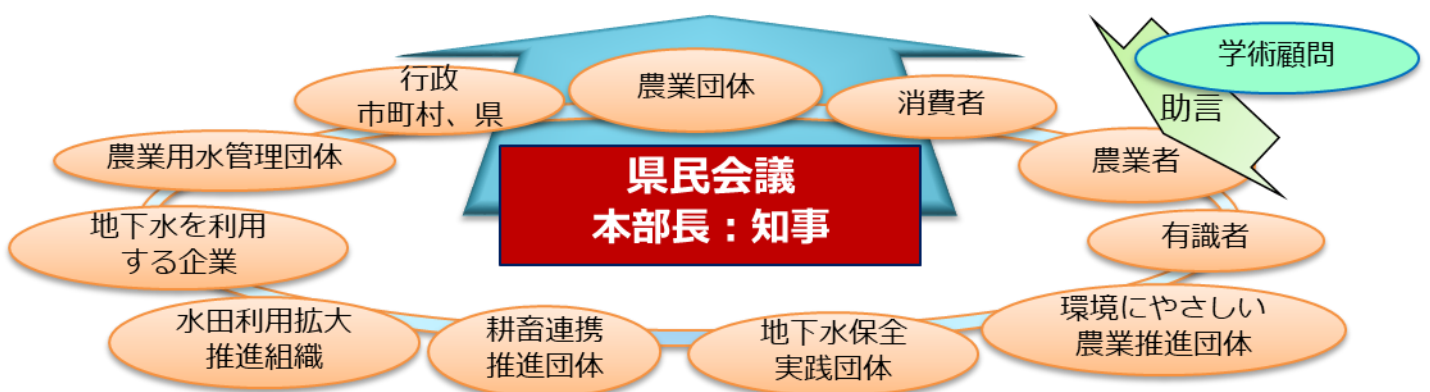 学術顧問
助言
行政
市町村、県
農業団体
消費者
農業用水管理団体
農業者
県民会議
本部長：知事
地下水を利用
する企業
有識者
水田利用拡大
推進組織
耕畜連携
推進団体
地下水保全
実践団体
環境にやさしい
農業推進団体